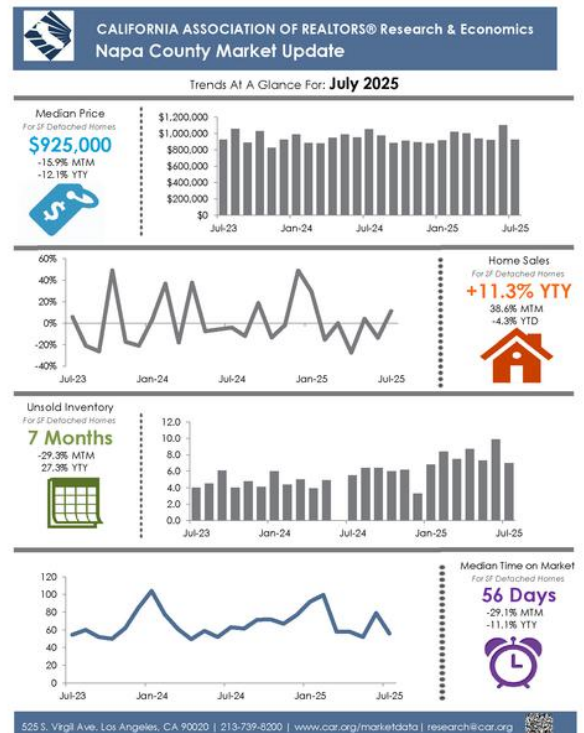 CALIFORNIA ASSOCIATION OF REALTORS® Research & Economics
Napa County Market Update
Trends At A Glance For: July 2025
Median Price
For SF Detached Homes
$925,000
-15.9% MTM
-12.1% YTY
$
$1,200,000
$1,000,000
$800,000
$600,000
$400,000
$200,000
$0
Jul-23 Jan-24 Jul-24 Jan-25 Jul-25
60%
40%
20%
0%
-20%
-40%
Jul-23 Jan-24 Jul-24 Jan-25 Jul-25
Home Sales
For SF Detached Homes
+11.3% YTY
38.6% MTM
-4.3% YTD
Unsold Inventory
For SF Detached Homes
7 Months
-29.3% MTM
27.3% YTY
12.0
10.0
8.0
6.0
4.0
2.0
0.0
Jul-23 Jan-24 Jul-24 Jan-25 Jul-25
120
100
80
60
40
20
0
Jul-23 Jan-24 Jul-24 Jan-25 Jul-25
Median Time on Market
For SF Detached Homes
56 Days
-29.1% MTM
-11.1% YTY
525 S. Virgil Ave. Los Angeles, CA 90020 | 213-739-8200 | www.car.org/marketdata | research@car.org